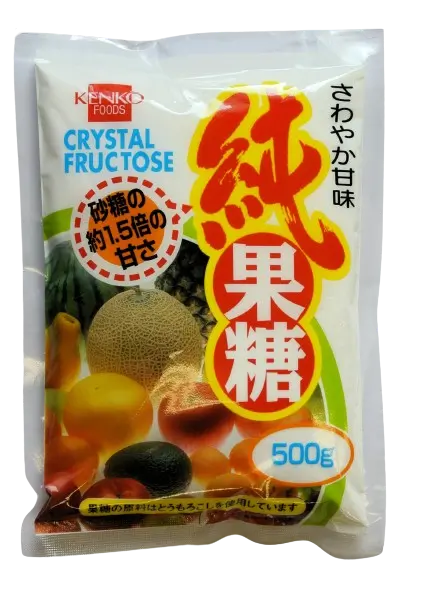 KENKO
FOODS
CRYSTAL
FRUCTOSE
さわやか甘味
純
果糖
砂糖の
約1.5倍の
甘さ
500g
果糖の原料はとうもろこしを使用しています